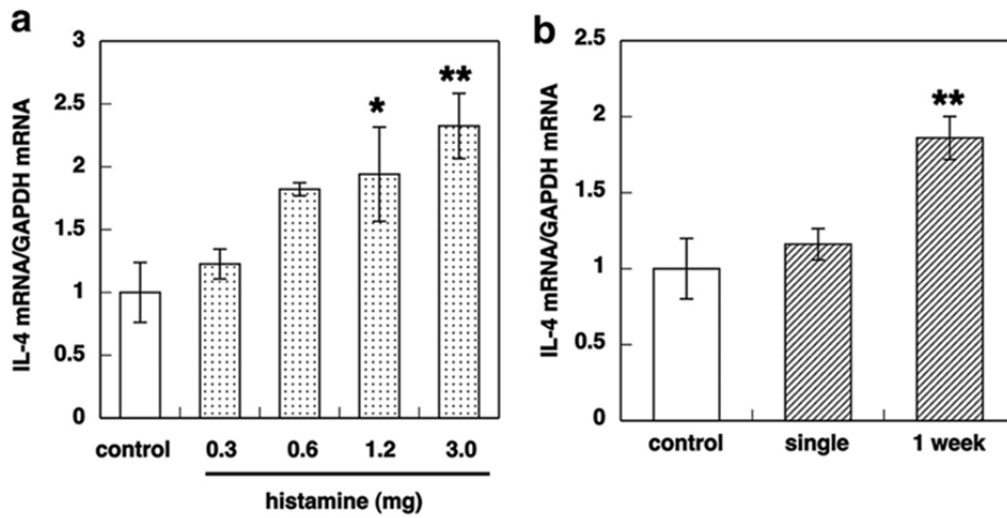 a
IL-4 mRNA/GAPDH mRNA
3
2.5
2
1.5
1
0.5
0
*
**
control 0.3 0.6 1.2 3.0
histamine (mg)
b
IL-4 mRNA/GAPDH mRNA
2.5
2
1.5
1
0.5
0
**
control single 1 week